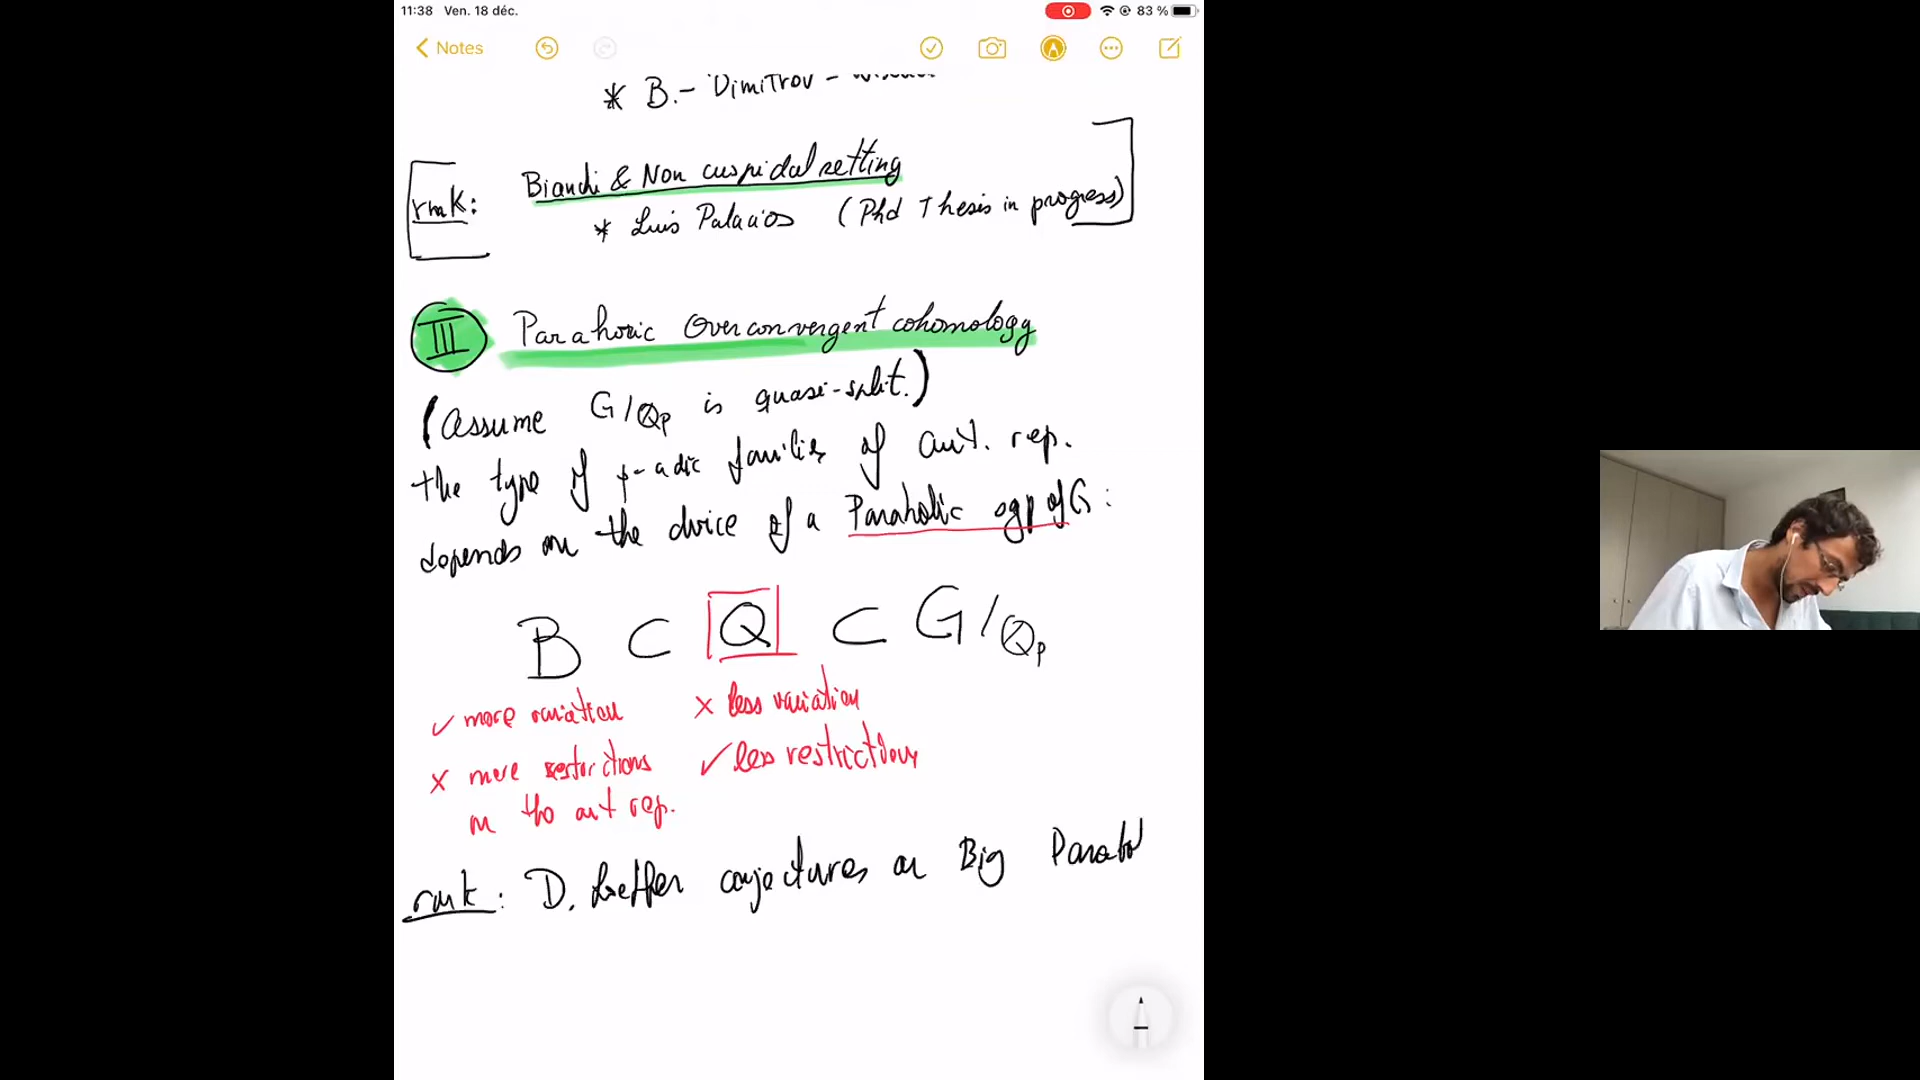 11:38 Ven. 18 déc. 83 %
Notes
* B.- Dimitrov -
rmk: Bianchi & Non cuspidal setting
* Luis Palacios (Phd Thesis in progress)
III Parahoric Overconvergent cohomology
(Assume G/Qp is quasi-split.)
the type of p-adic families of aut. rep.
depends on the choice of a Parabolic sgp of G:
B ⊂ Q ⊂ G/Qp
✓ more variation × less variation
× more restrictions ✓ less restrictions
on the aut rep.
rmk: D. Loeffler conjectures on Big Parabol